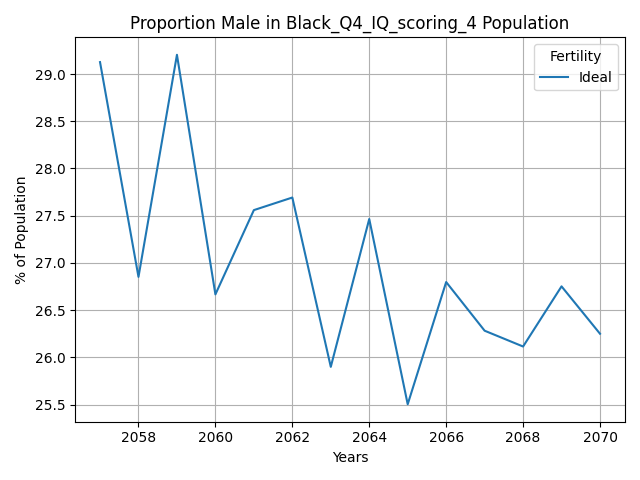 Proportion Male in Black_Q4_IQ_scoring_4 Population
Fertility
Ideal
29.0
28.5
28.0
27.5
27.0
26.5
26.0
25.5
% of Population
2058 2060 2062 2064 2066 2068 2070
Years